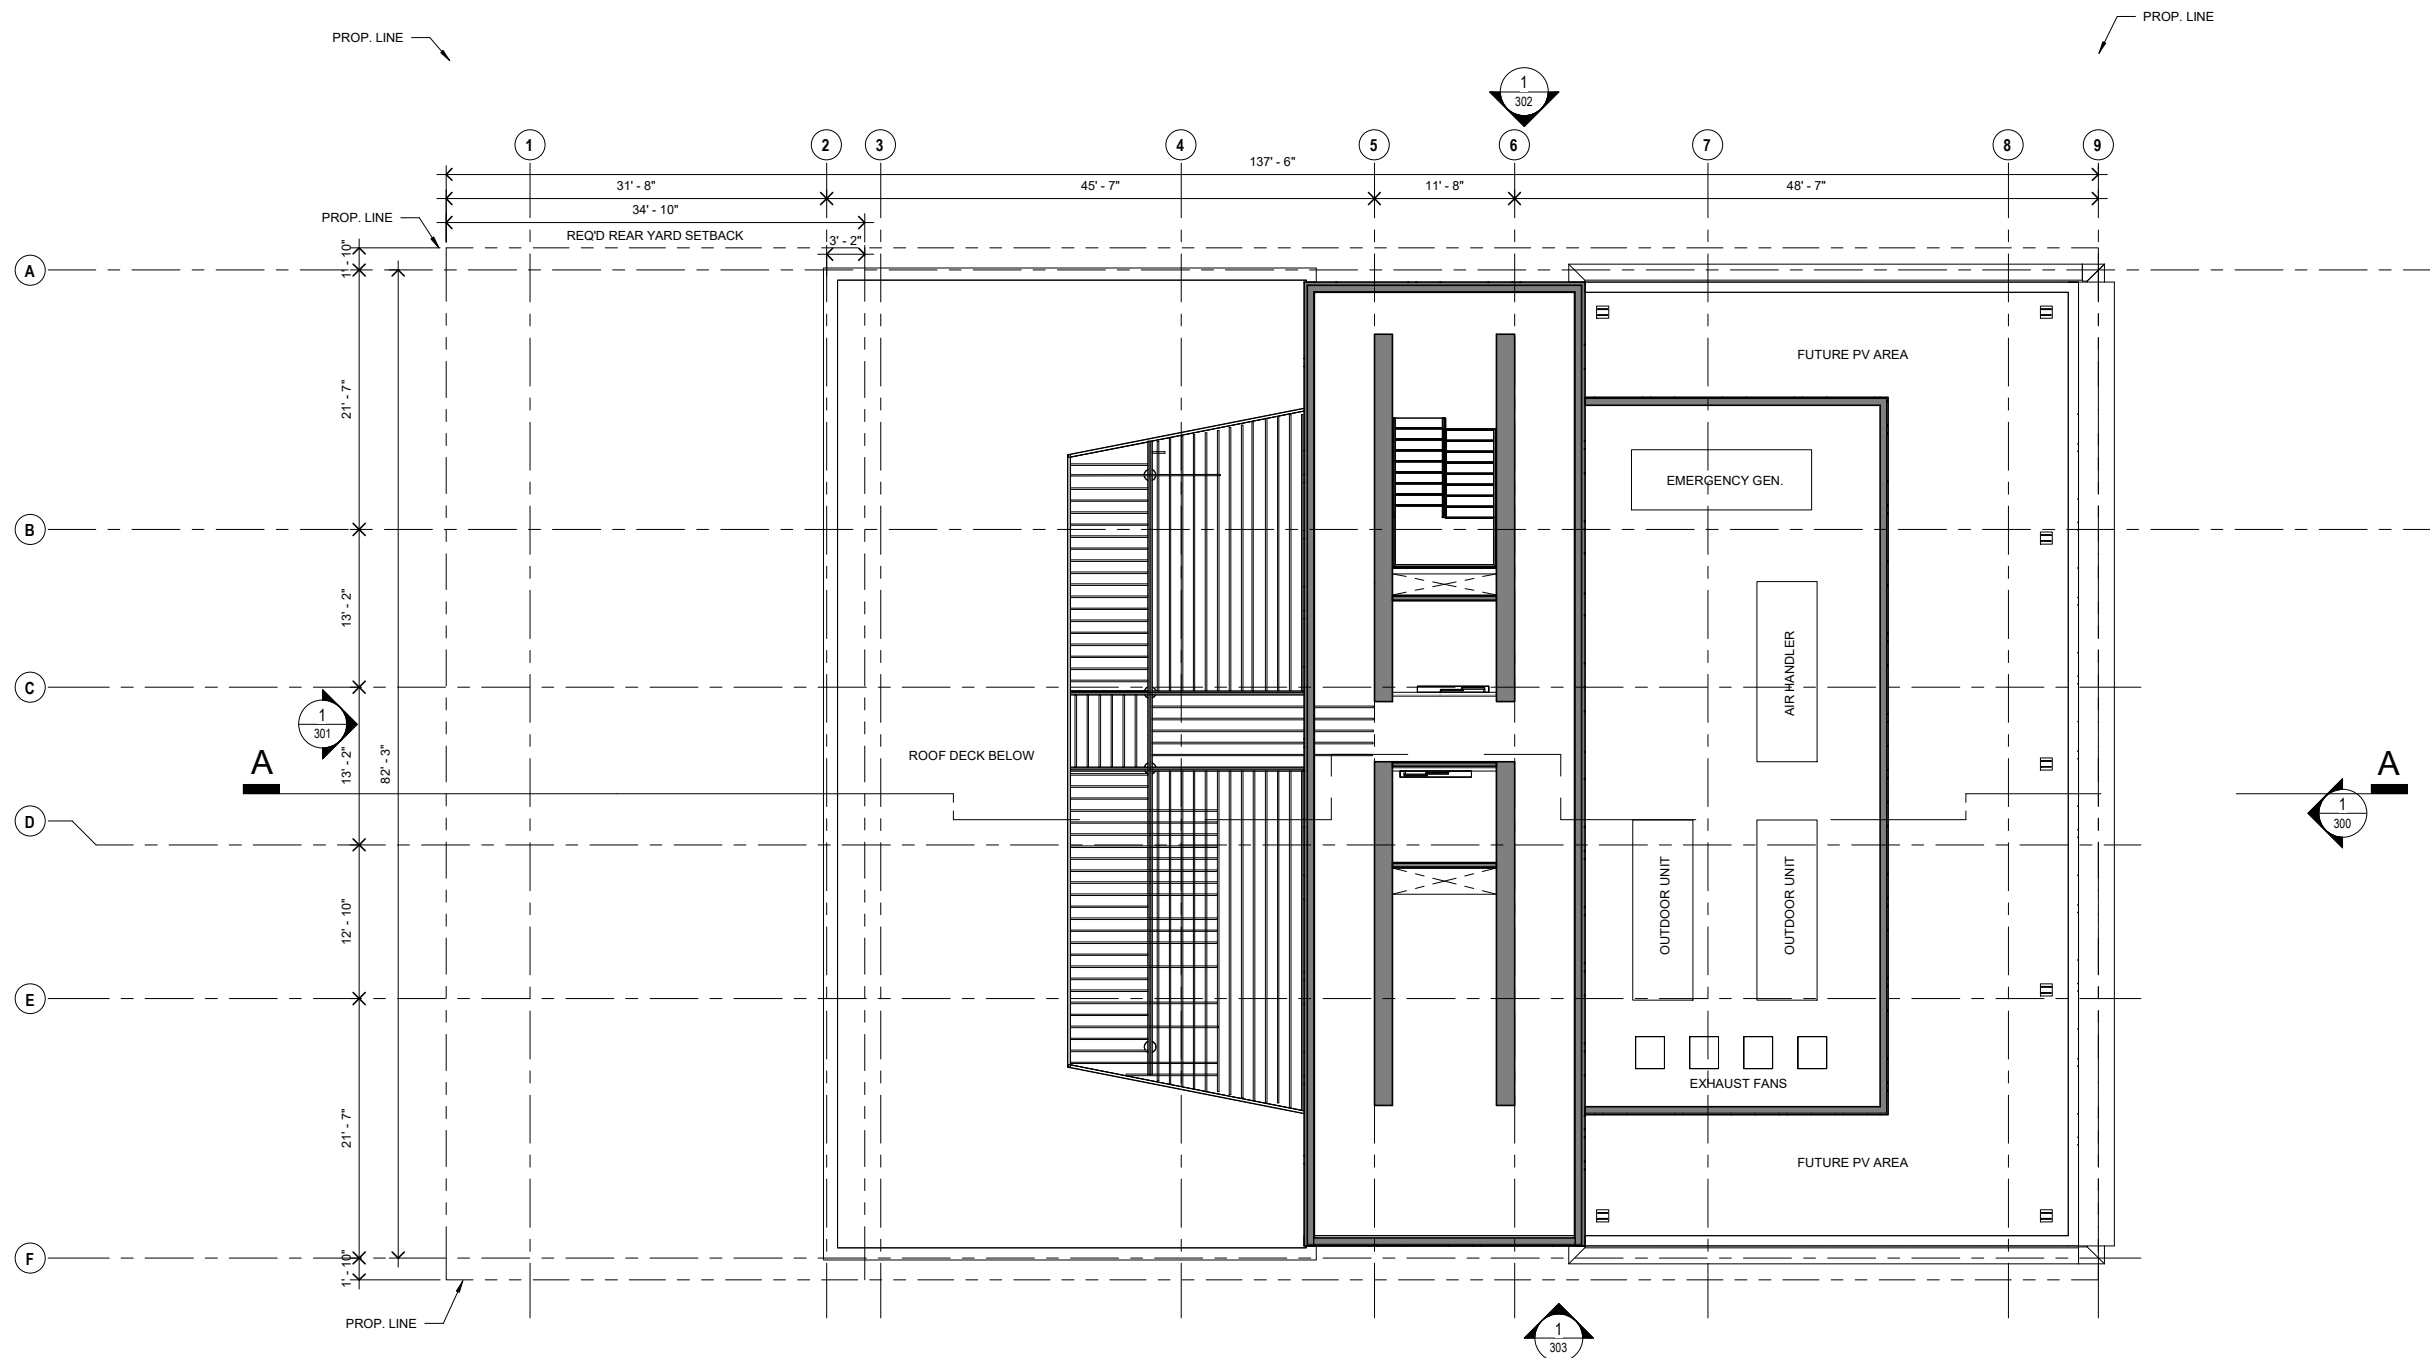 PROP. LINE
PROP. LINE
1
302
1
2
3
4
5
6
7
8
9
137' - 6"
31' - 8"
45' - 7"
11' - 8"
48' - 7"
34' - 10"
PROP. LINE
REQ'D REAR YARD SETBACK
3' - 2"
1' - 10"
A
FUTURE PV AREA
21' - 7"
EMERGENCY GEN.
B
13' - 2"
AIR HANDLER
C
1
301
ROOF DECK BELOW
13' - 2"
82' - 3"
A
A
1
300
D
OUTDOOR UNIT
OUTDOOR UNIT
12' - 10"
E
EXHAUST FANS
21' - 7"
FUTURE PV AREA
F
1' - 10"
PROP. LINE
1
303